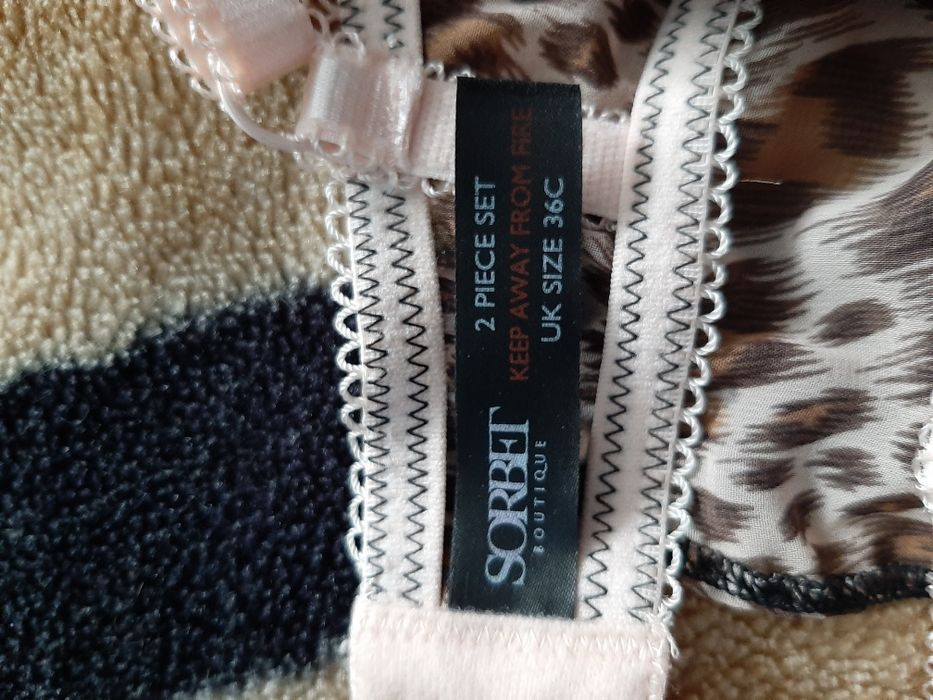 SORBET
BOUTIQUE
2 PIECE SET
KEEP AWAY FROM FIRE
UK SIZE 36C